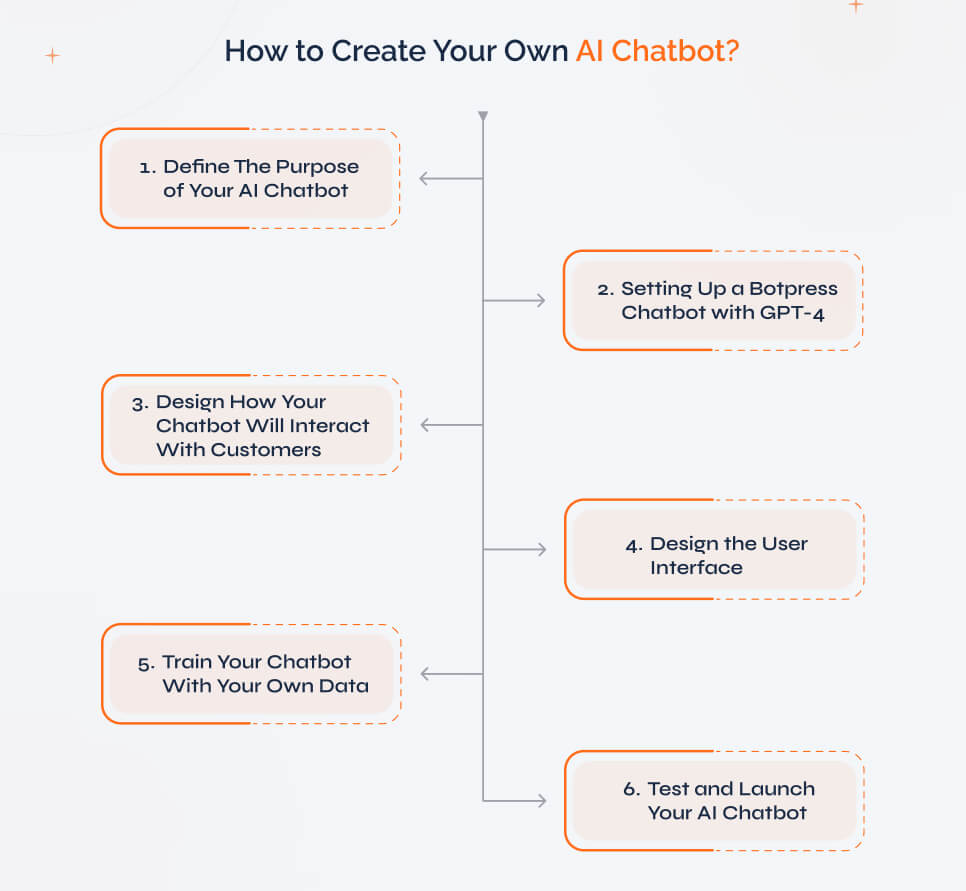 How to Create Your Own AI Chatbot?
1. Define The Purpose
of Your AI Chatbot
2. Setting Up a Botpress
Chatbot with GPT-4
3. Design How Your
Chatbot Will Interact
With Customers
4. Design the User
Interface
5. Train Your Chatbot
With Your Own Data
6. Test and Launch
Your AI Chatbot